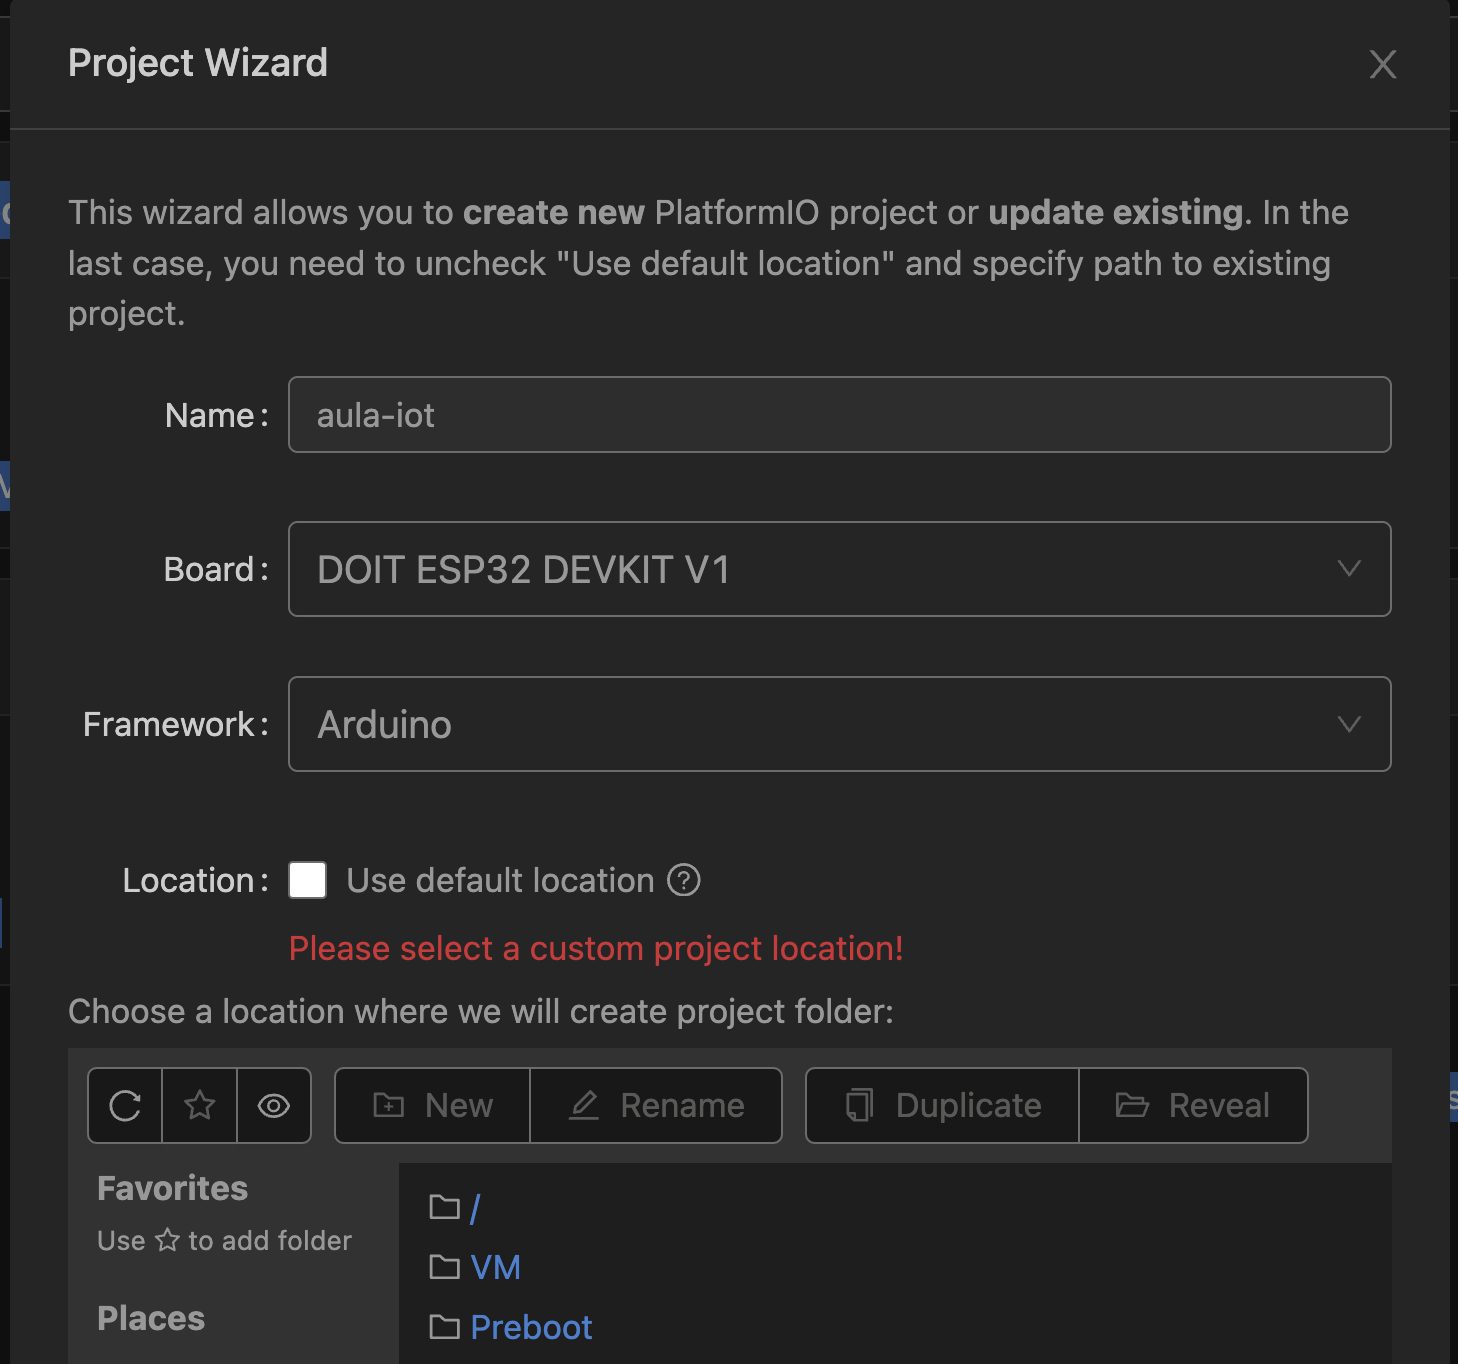 Project Wizard
This wizard allows you to create new PlatformIO project or update existing. In the
last case, you need to uncheck "Use default location" and specify path to existing
project.
Name: aula-iot
Board: DOIT ESP32 DEVKIT V1
Framework: Arduino
Location: Use default location ?
Please select a custom project location!
Choose a location where we will create project folder:
New Rename Duplicate Reveal
Favorites
Use ☆ to add folder
Places
/
VM
Preboot